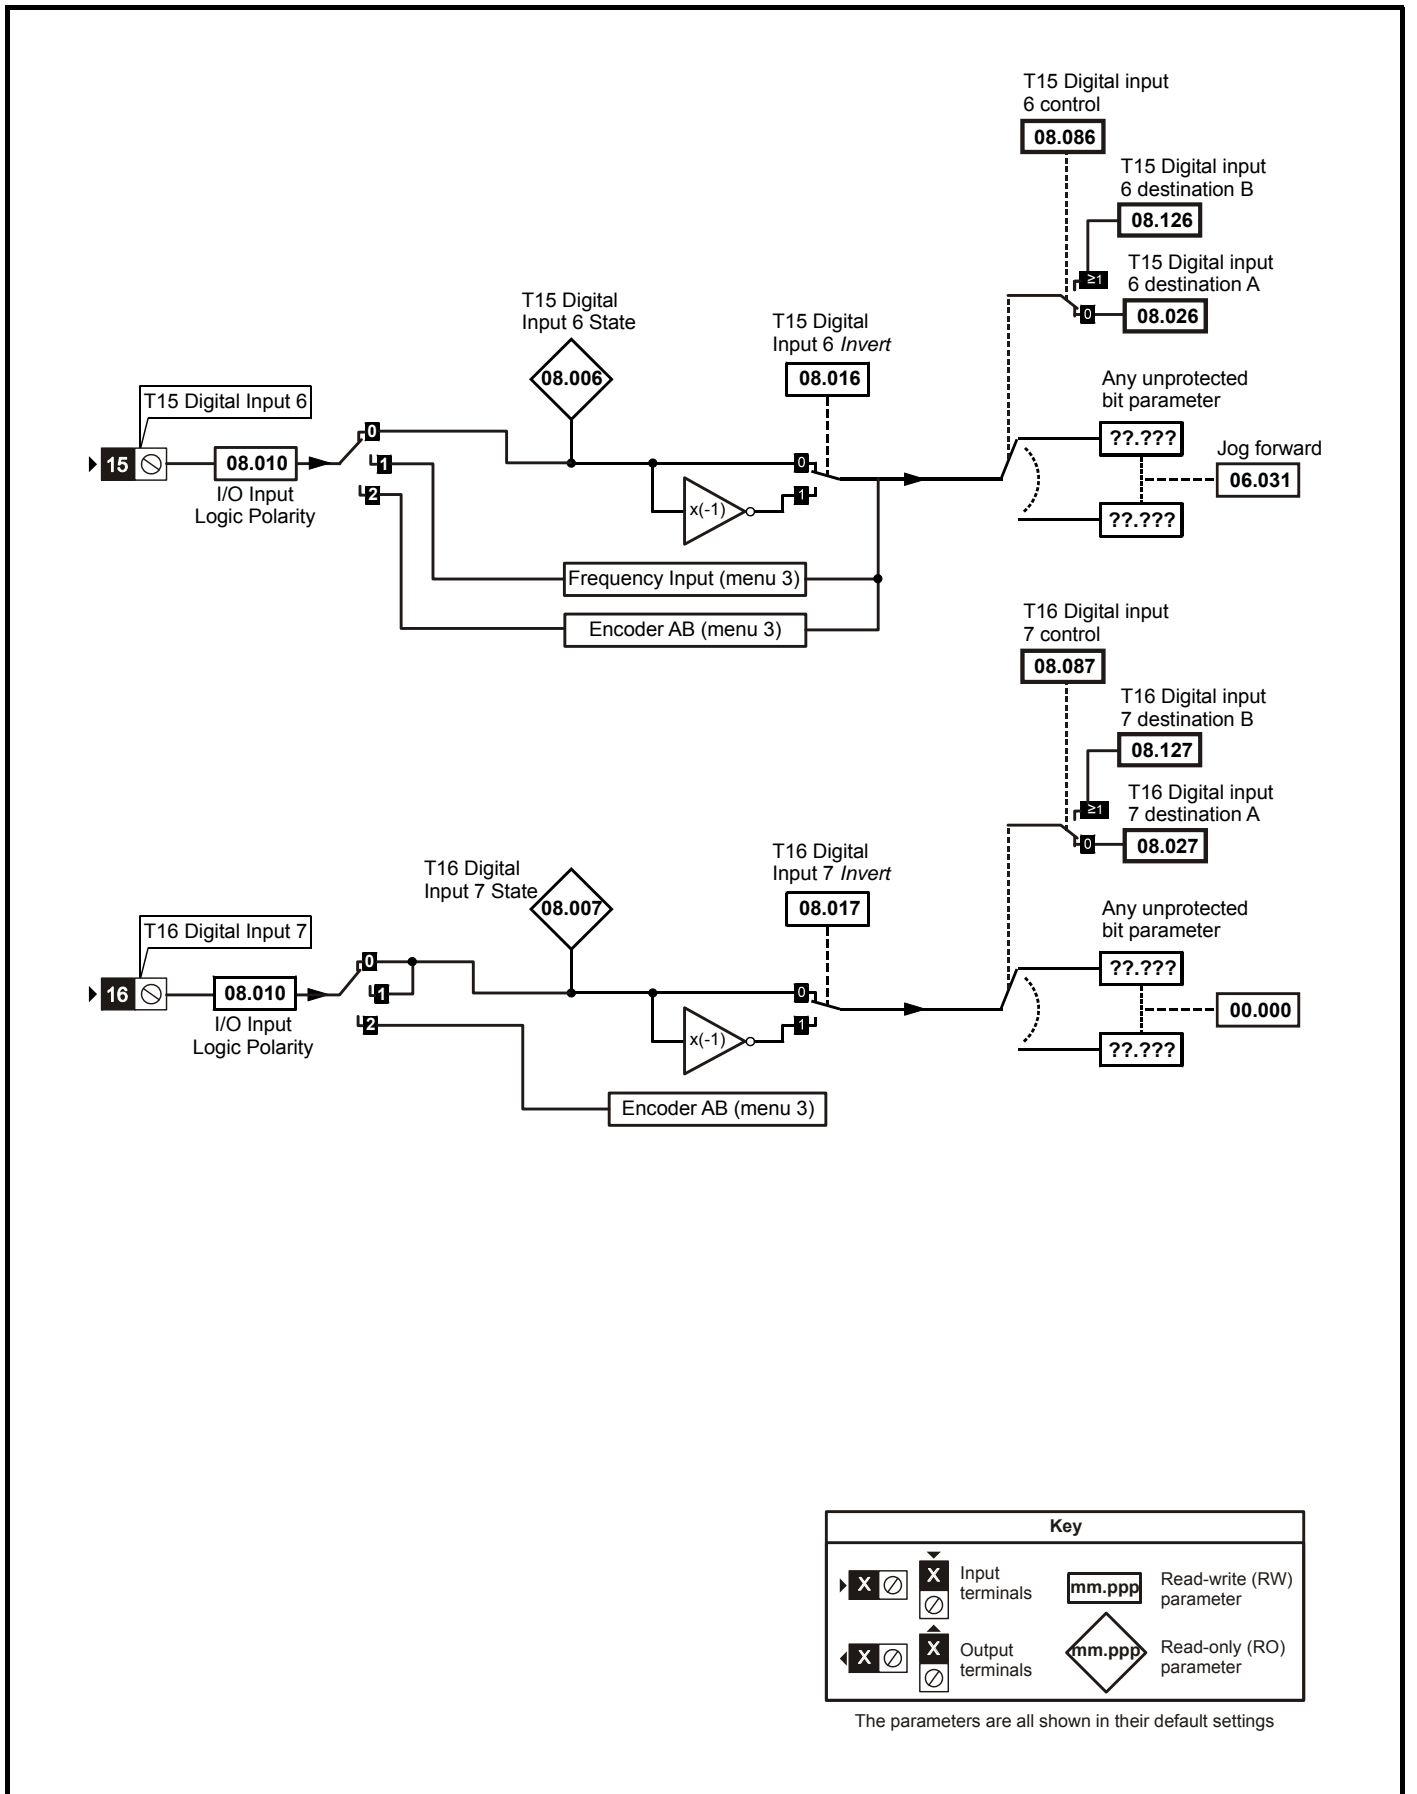 T15 Digital input
6 control
08.086
T15 Digital input
6 destination B
08.126
≥1
T15 Digital input
6 destination A
0
08.026
T15 Digital
Input 6 State
08.006
T15 Digital
Input 6 Invert
08.016
Any unprotected
bit parameter
??.???
Jog forward
06.031
??.???
T15 Digital Input 6
15
08.010
I/O Input
Logic Polarity
0
1
2
0
1
x(-1)
Frequency Input (menu 3)
Encoder AB (menu 3)
T16 Digital input
7 control
08.087
T16 Digital input
7 destination B
08.127
≥1
T16 Digital input
7 destination A
0
08.027
T16 Digital
Input 7 State
08.007
T16 Digital
Input 7 Invert
08.017
Any unprotected
bit parameter
??.???
00.000
??.???
T16 Digital Input 7
16
08.010
I/O Input
Logic Polarity
0
1
2
0
1
x(-1)
Encoder AB (menu 3)
Key
X
X
Input
terminals
mm.ppp
Read-write (RW)
parameter
X
X
Output
terminals
mm.ppp
Read-only (RO)
parameter
The parameters are all shown in their default settings